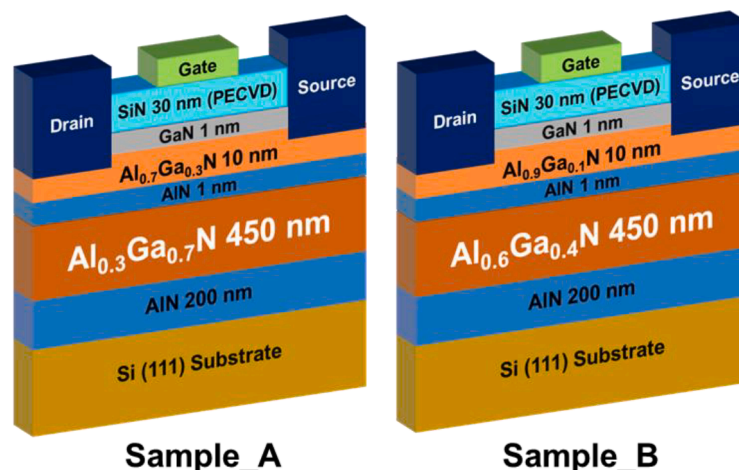 Gate
Source
Drain
SiN 30 nm (PECVD)
GaN 1 nm
Al0.7Ga0.3N 10 nm
AlN 1 nm
Al0.3Ga0.7N 450 nm
AlN 200 nm
Si (111) Substrate
Sample_A
Gate
Source
Drain
SiN 30 nm (PECVD)
GaN 1 nm
Al0.9Ga0.1N 10 nm
AlN 1 nm
Al0.6Ga0.4N 450 nm
AlN 200 nm
Si (111) Substrate
Sample_B